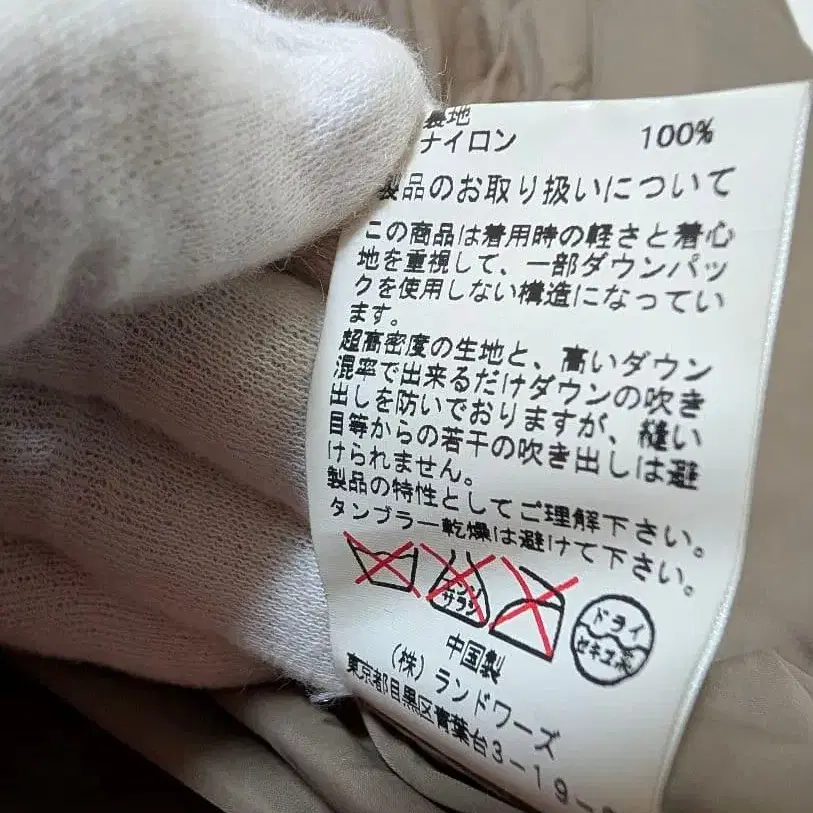 裏地
ナイロン 100%
製品のお取り扱いについて
この商品は着用時の軽さと着心
地を重視して、一部ダウンパッ
クを使用しない構造になってい
ます。
超高密度の生地と、高いダウン
混率で出来るだけダウンの吹き
出しを防いでおりますが、縫い
目等からの若干の吹き出しは避
けられません。
製品の特性としてご理解下さい。
タンブラー乾燥は避けて下さい。
エンソ
サラシ
ドライ
セキユ系
中国製
(株)ランドワーズ
東京都目黒区青葉台3-19-